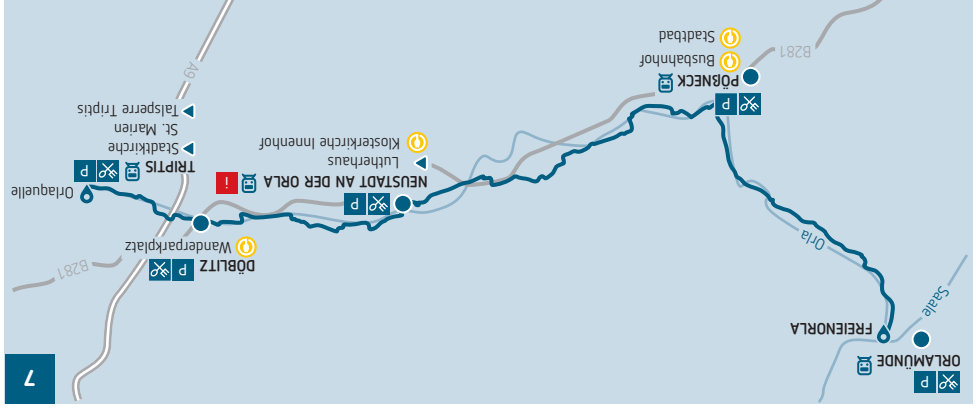 7
P
ORLAMÜNDE
FREIENORLA
Saale
Orla
P
DÖBLITZ
Wanderparkplatz
B281
Orlaquelle
P
NEUSTADT AN DER ORLA
i
Lutherhaus
Klosterkirche Innenhof
P
TRIPTIS
Stadtkirche
St. Marien
Talsperre Triptis
A9
P
PÖẞNECK
Busbahnhof
Stadtbad
B281